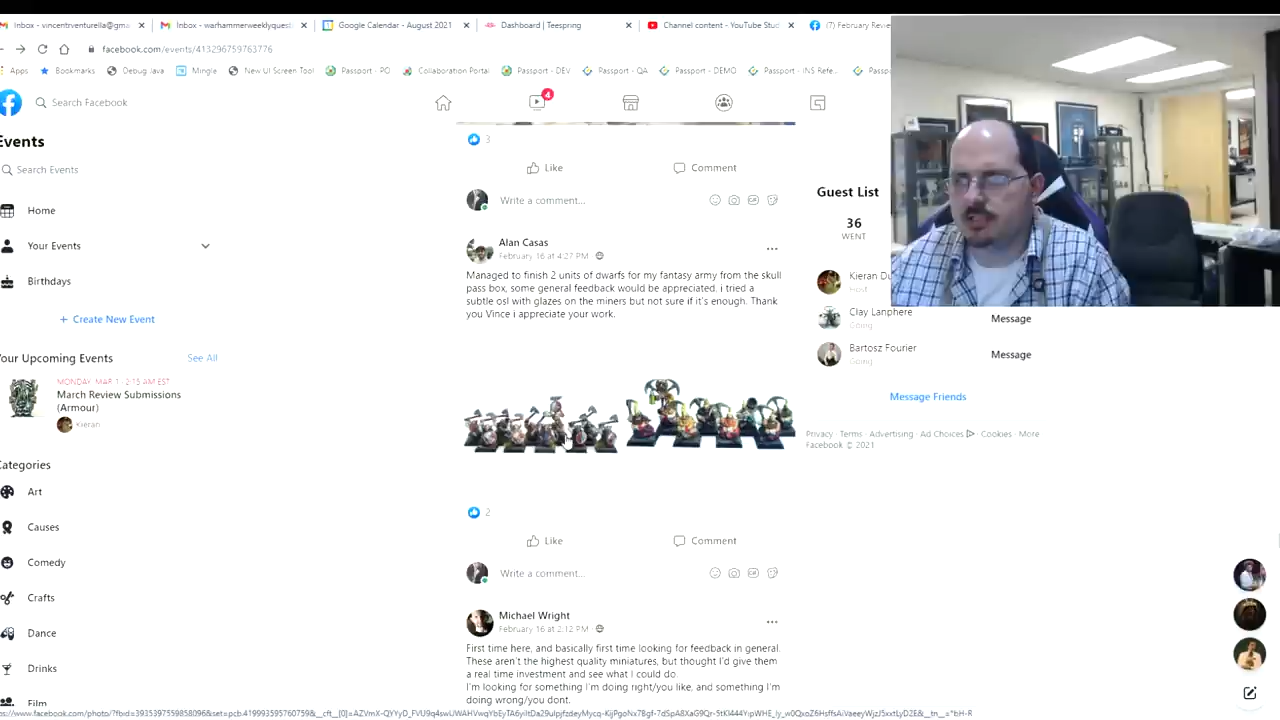 Inbox - vincentrventurella@gma
Inbox - warhammerweeklyquest
Google Calendar - August 2021
Dashboard | Teespring
Channel content - YouTube Stud
(7) February Revie
facebook.com/events/413296759763776
Apps
Bookmarks
Debug Java
Mingle
New UI Screen Tool
Passport - PO
Collaboration Portal
Passport - DEV
Passport - QA
Passport - DEMO
Passport - INS Refe...
Pass
Search Facebook
4
Events
Search Events
Home
Your Events
Birthdays
+ Create New Event
Your Upcoming Events
See All
MONDAY, MAR 1 · 2:15 AM EST
March Review Submissions
(Armour)
Kieran
Categories
Art
Causes
Comedy
Crafts
Dance
Drinks
Film
3
Like
Comment
Write a comment...
Alan Casas
February 16 at 4:27 PM
Managed to finish 2 units of dwarfs for my fantasy army from the skull
pass box, some general feedback would be appreciated. i tried a
subtle osl with glazes on the miners but not sure if it's enough. Thank
you Vince i appreciate your work.
2
Like
Comment
Write a comment...
Michael Wright
February 16 at 2:12 PM
First time here, and basically first time looking for feedback in general.
These aren't the highest quality miniatures, but thought I'd give them
a real time investment and see what I could do.
I'm looking for something I'm doing right/you like, and something I'm
doing wrong/you dont.
Guest List
36
WENT
Kieran Du
Host
Clay Lanphere
Going
Message
Bartosz Fourier
Going
Message
Message Friends
Privacy · Terms · Advertising · Ad Choices · Cookies · More
Facebook © 2021